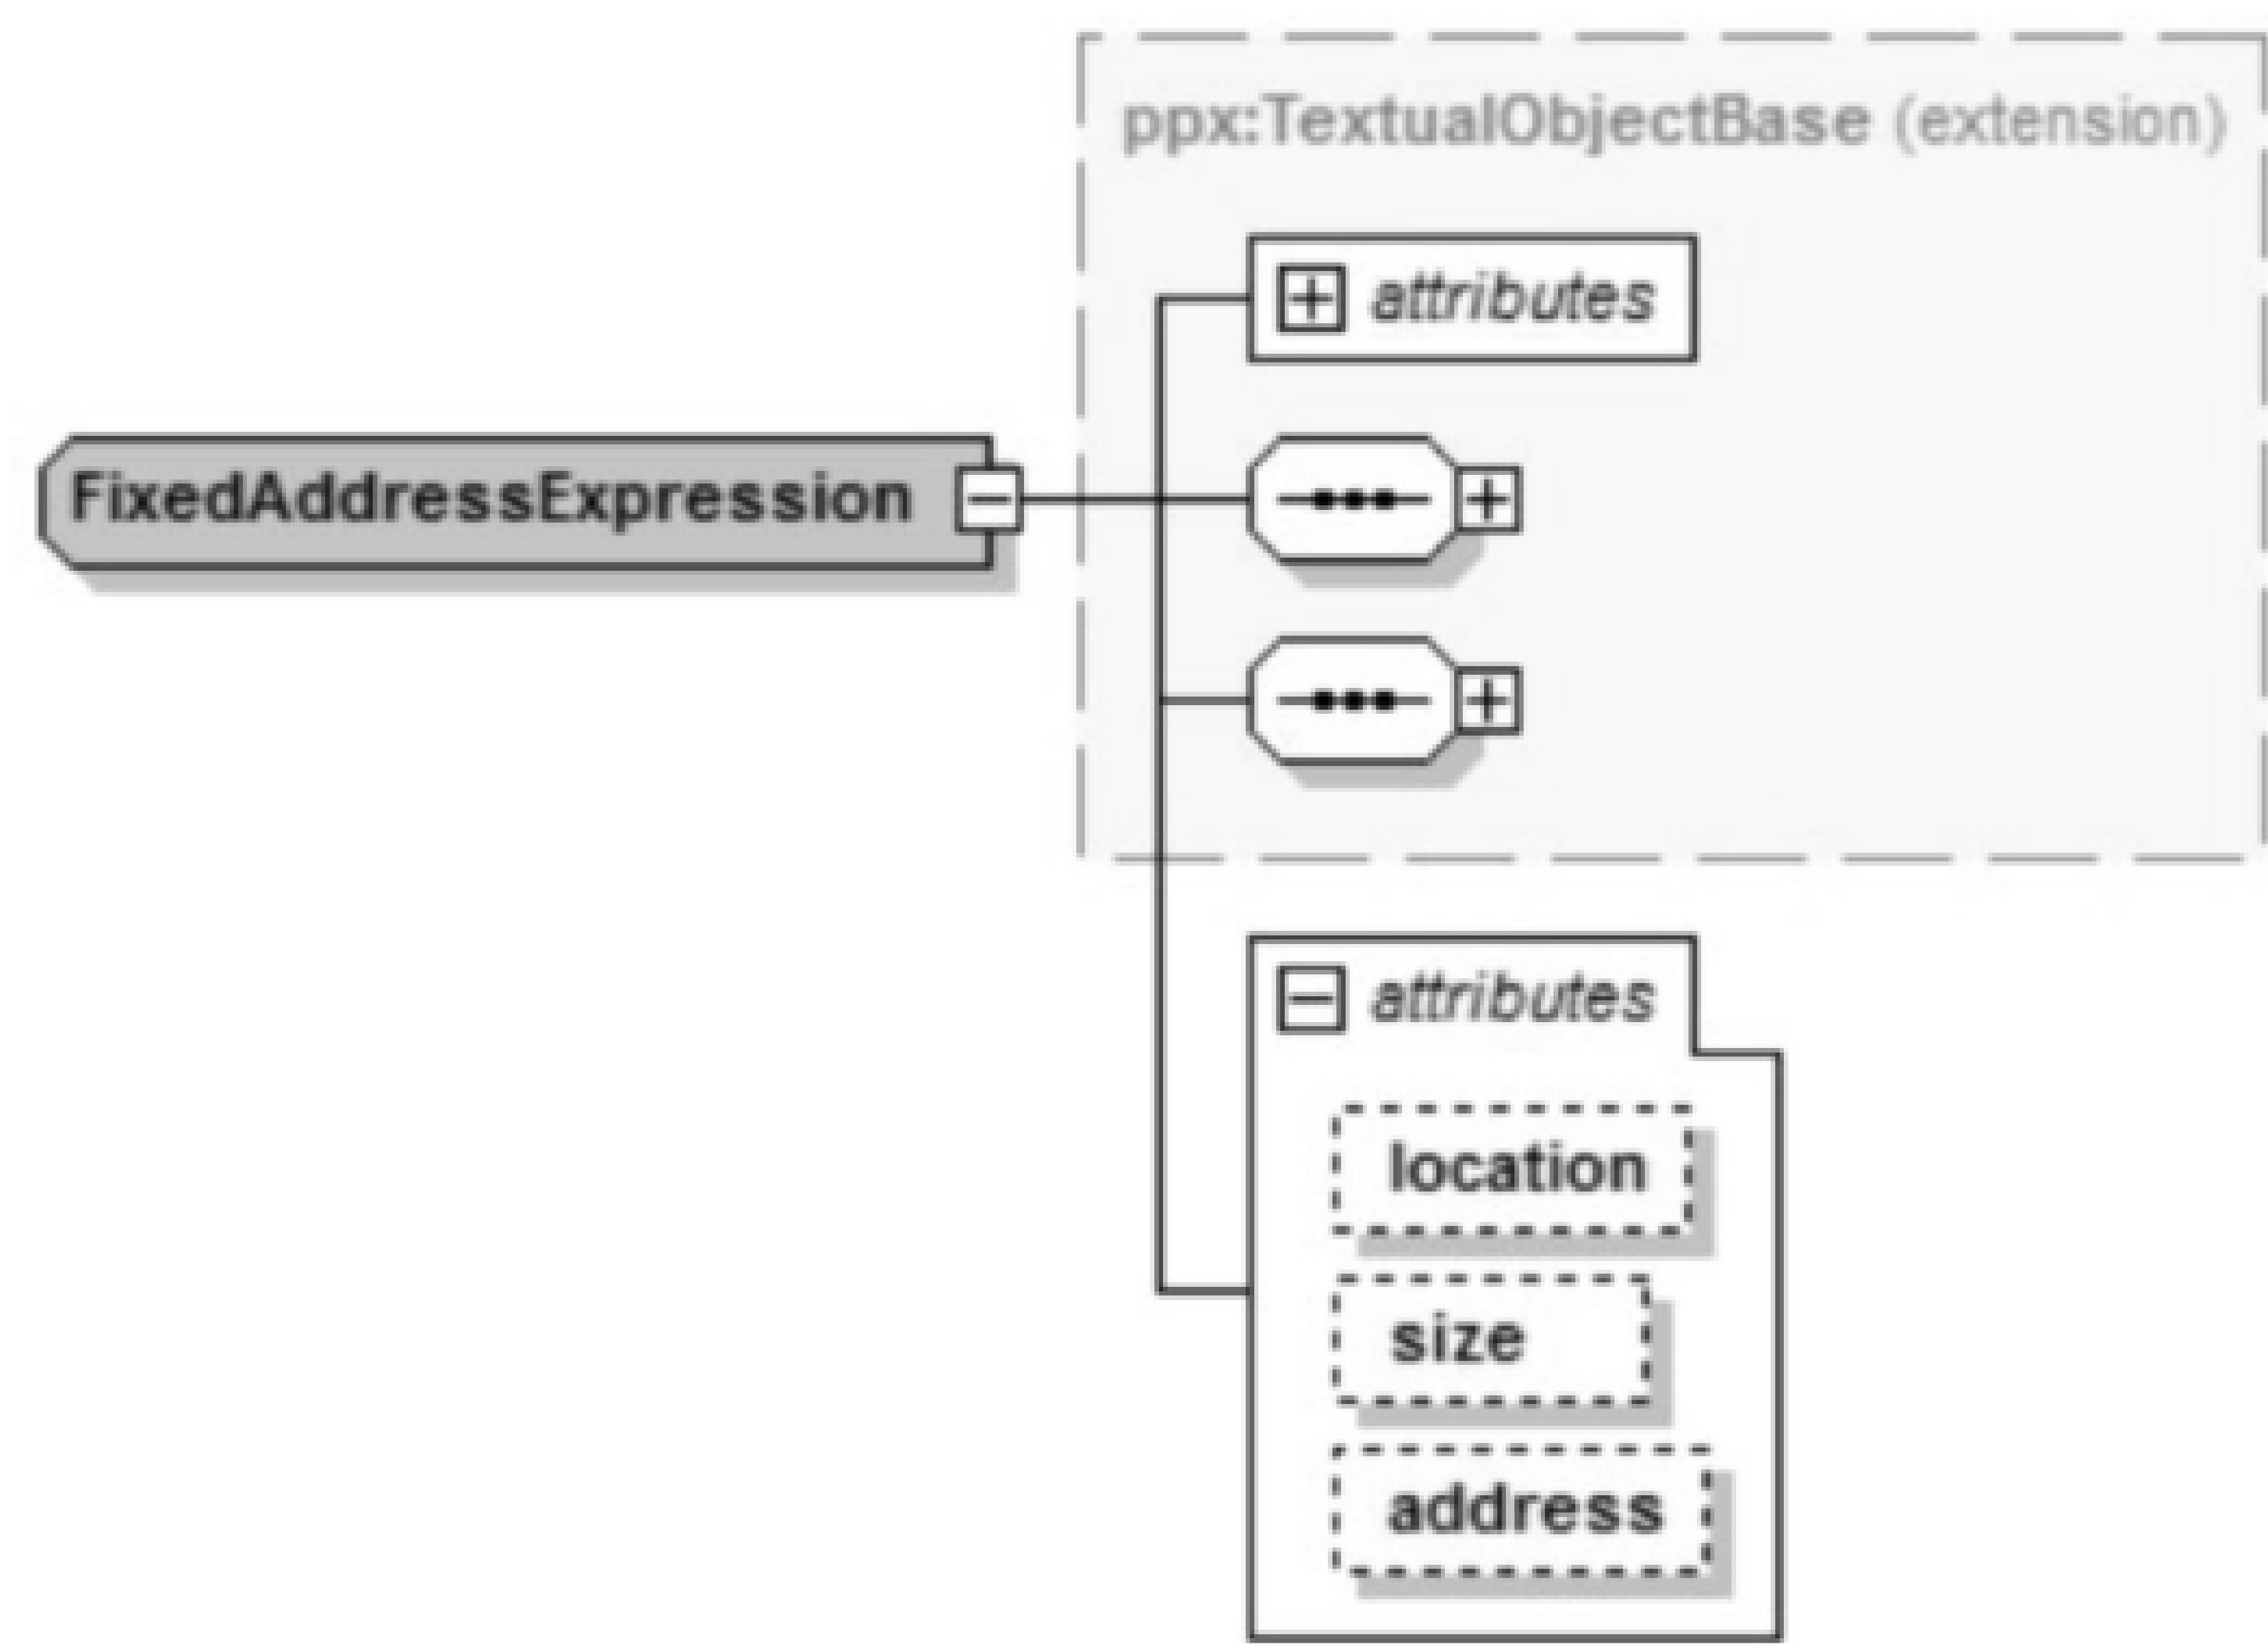 ppx:TextualObjectBase (extension)
attributes
FixedAddressExpression
attributes
location
size
address